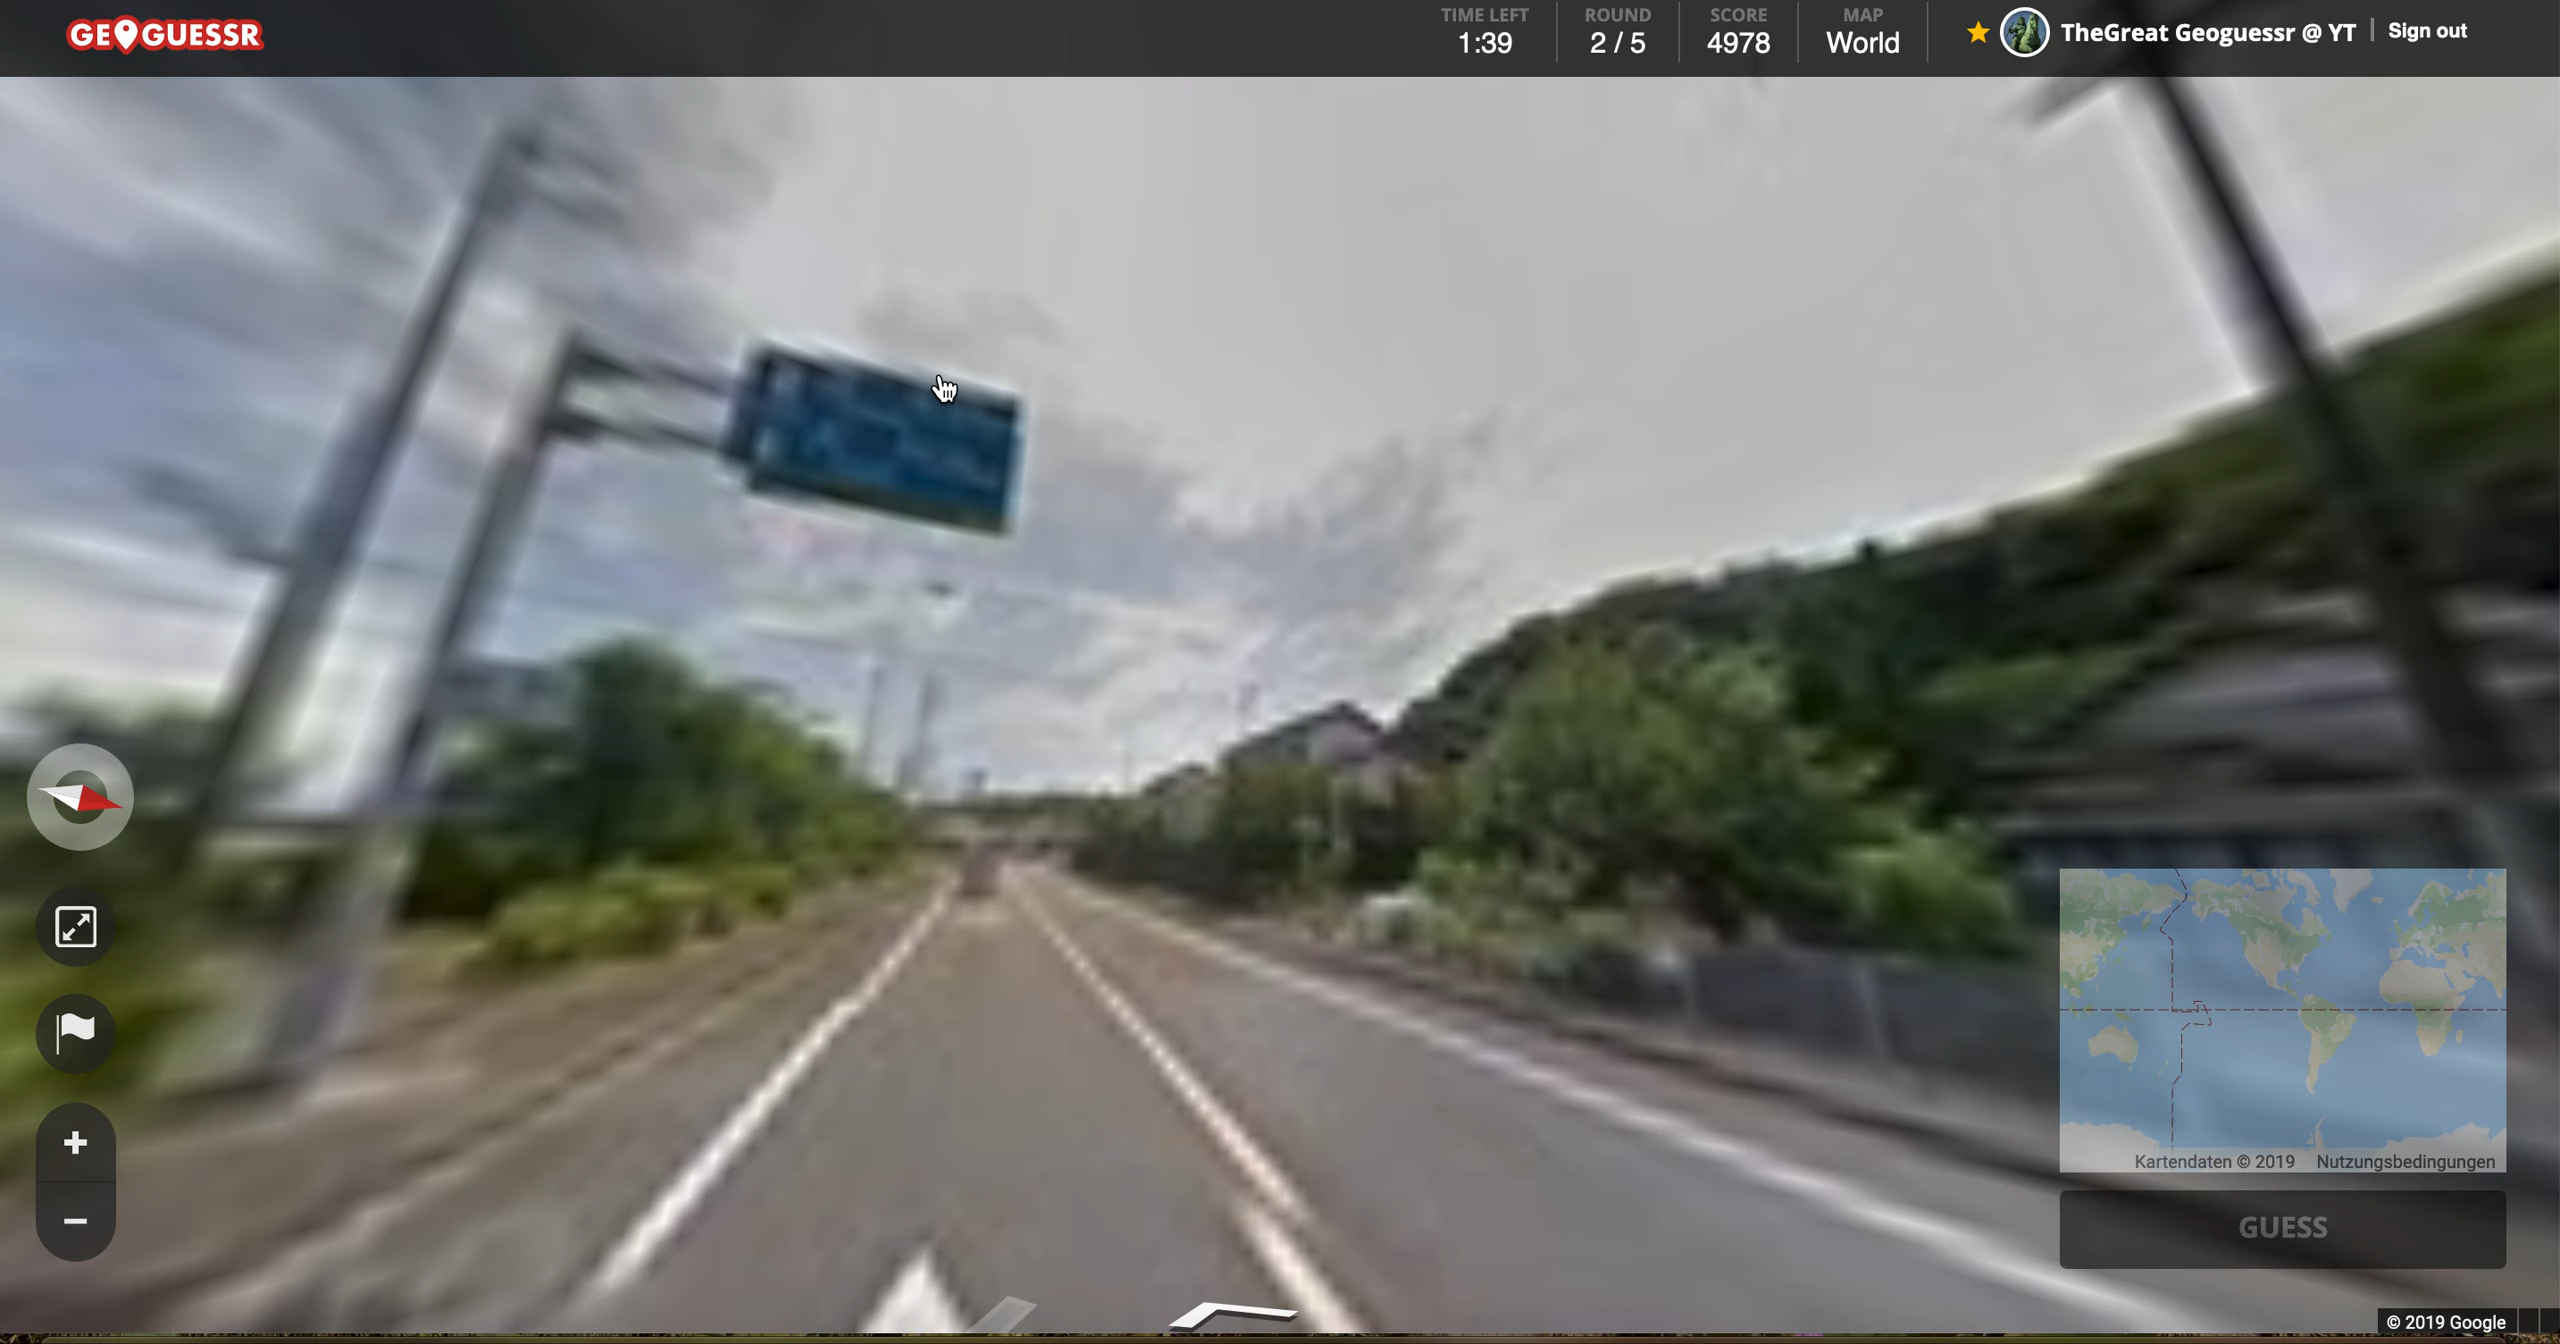 GEOGUESSR
TIME LEFT
1:39
ROUND
2 / 5
SCORE
4978
MAP
World
TheGreat Geoguessr @ YT
Sign out
Kartendaten © 2019
Nutzungsbedingungen
GUESS
© 2019 Google